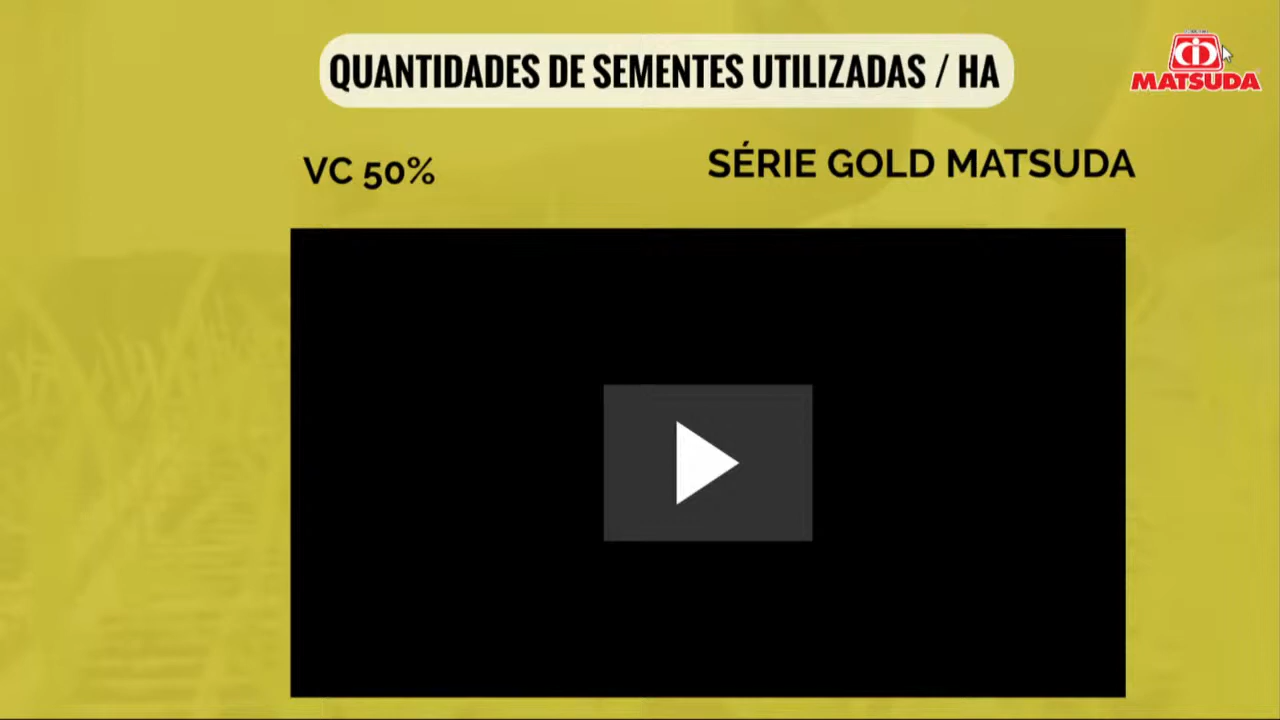 QUANTIDADES DE SEMENTES UTILIZADAS / HA
MATSUDA
VC 50%
SÉRIE GOLD MATSUDA